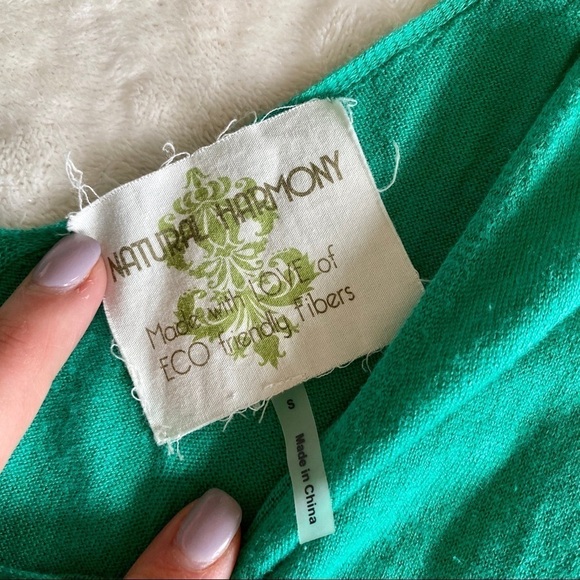 NATURAL HARMONY
Made with LOVE of
ECO friendly Fibers
S
Made in China